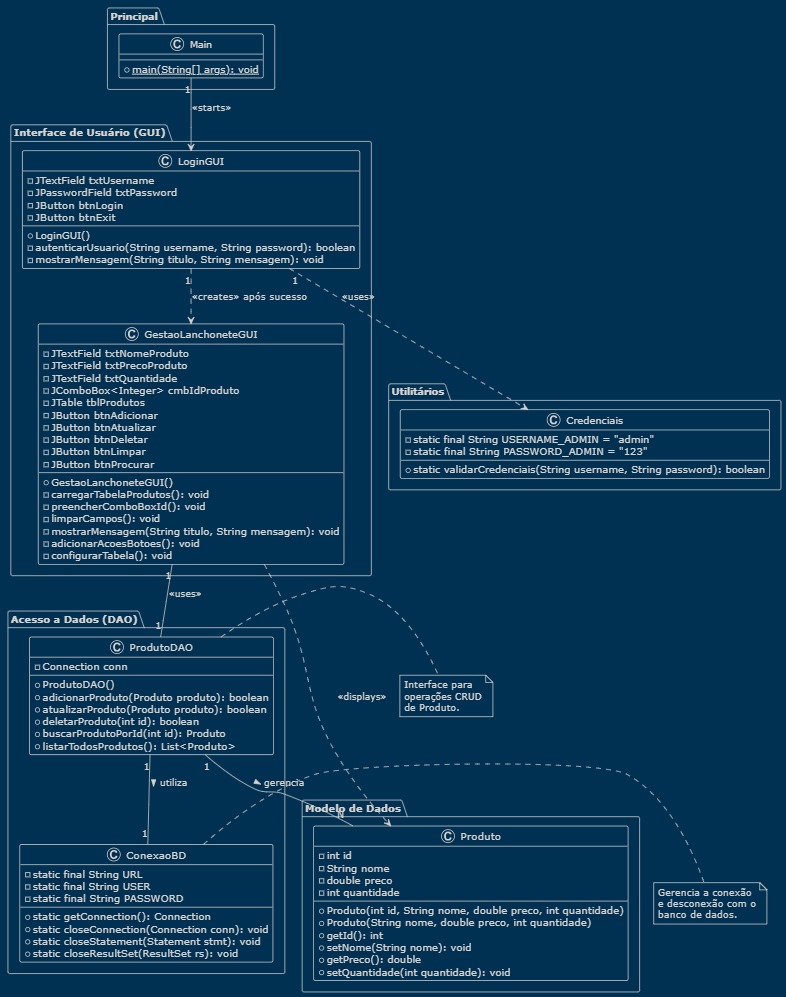 Principal
C Main
main(String[] args): void
1
«starts»
Interface de Usuário (GUI)
C LoginGUI
JTextField txtUsername
JPasswordField txtPassword
JButton btnLogin
JButton btnExit
LoginGUI()
autenticarUsuario(String username, String password): boolean
mostrarMensagem(String titulo, String mensagem): void
1
1
«creates» após sucesso
«uses»
C GestaoLanchoneteGUI
JTextField txtNomeProduto
JTextField txtPrecoProduto
JTextField txtQuantidade
JComboBox<Integer> cmbIdProduto
JTable tblProdutos
JButton btnAdicionar
JButton btnAtualizar
JButton btnDeletar
JButton btnLimpar
JButton btnProcurar
GestaoLanchoneteGUI()
carregarTabelaProdutos(): void
preencherComboBoxId(): void
limparCampos(): void
mostrarMensagem(String titulo, String mensagem): void
adicionarAcoesBotoes(): void
configurarTabela(): void
Utilitários
C Credenciais
static final String USERNAME_ADMIN = "admin"
static final String PASSWORD_ADMIN = "123"
static validarCredenciais(String username, String password): boolean
1
«uses»
1
Acesso a Dados (DAO)
C ProdutoDAO
Connection conn
ProdutoDAO()
adicionarProduto(Produto produto): boolean
atualizarProduto(Produto produto): boolean
deletarProduto(int id): boolean
buscarProdutoPorId(int id): Produto
listarTodosProdutos(): List<Produto>
«displays»
Interface para
operações CRUD
de Produto.
1
1
utiliza
gerencia
1
N
C ConexaoBD
static final String URL
static final String USER
static final String PASSWORD
static getConnection(): Connection
static closeConnection(Connection conn): void
static closeStatement(Statement stmt): void
static closeResultSet(ResultSet rs): void
Modelo de Dados
C Produto
int id
String nome
double preco
int quantidade
Produto(int id, String nome, double preco, int quantidade)
Produto(String nome, double preco, int quantidade)
getId(): int
setNome(String nome): void
getPreco(): double
setQuantidade(int quantidade): void
Gerencia a conexão
e desconexão com o
banco de dados.